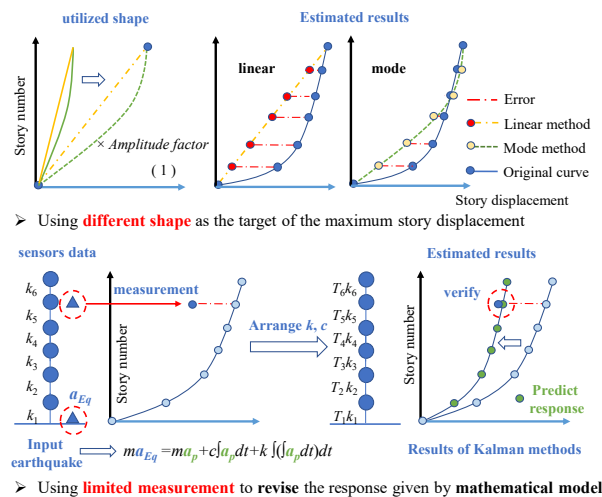 utilized shape
Estimated results
Story number
× Amplitude factor
( 1 )
linear
mode
Error
Linear method
Mode method
Original curve
Story displacement
➢ Using different shape as the target of the maximum story displacement
sensors data
Estimated results
k6
k5
k4
k3
k2
k1
measurement
aEq
Story number
Arrange k, c
T6k6
T5k5
T4k4
T3k3
T2k2
T1k1
Story number
verify
Predict
response
Input
earthquake
maEq =map+c∫apdt+k ∫(∫apdt)dt
Results of Kalman methods
➢ Using limited measurement to revise the response given by mathematical model